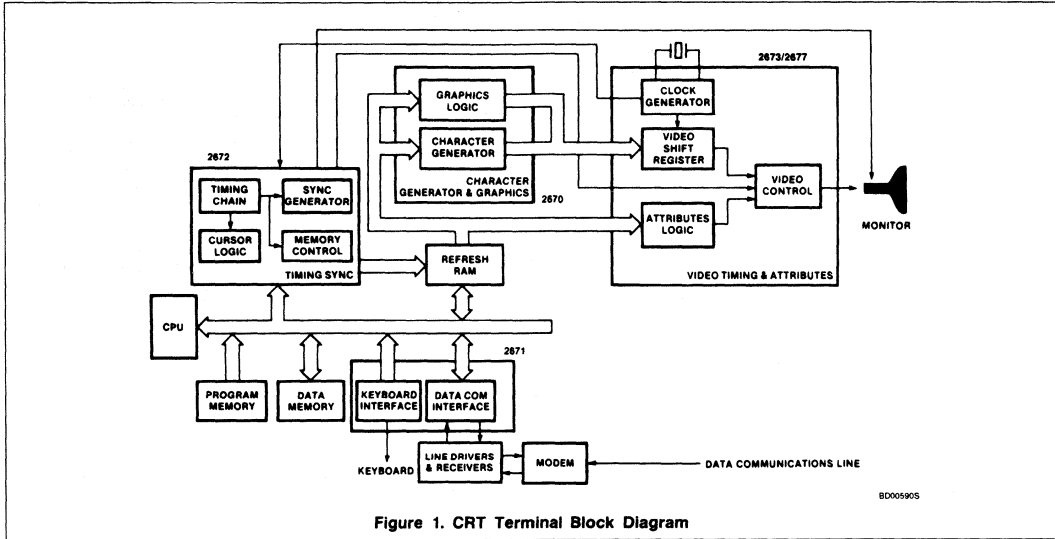 2673/2677
CLOCK
GENERATOR
GRAPHICS
LOGIC
CHARACTER
GENERATOR
VIDEO
SHIFT
REGISTER
2672
CHARACTER
GENERATOR & GRAPHICS
2670
VIDEO
CONTROL
TIMING
CHAIN
SYNC
GENERATOR
MONITOR
ATTRIBUTES
LOGIC
CURSOR
LOGIC
MEMORY
CONTROL
TIMING SYNC
REFRESH
RAM
VIDEO TIMING & ATTRIBUTES
CPU
2671
PROGRAM
MEMORY
DATA
MEMORY
KEYBOARD
INTERFACE
DATA COM
INTERFACE
KEYBOARD
LINE DRIVERS
& RECEIVERS
MODEM
DATA COMMUNICATIONS LINE
BD00590S
Figure 1. CRT Terminal Block Diagram